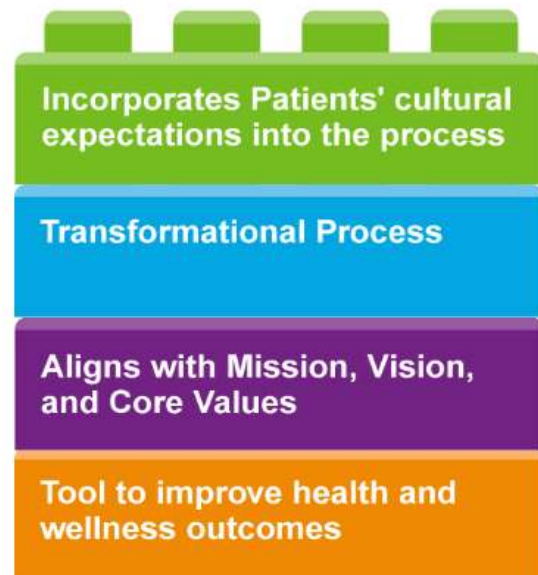 Incorporates Patients' cultural
expectations into the process
Transformational Process
Aligns with Mission, Vision,
and Core Values
Tool to improve health and
wellness outcomes